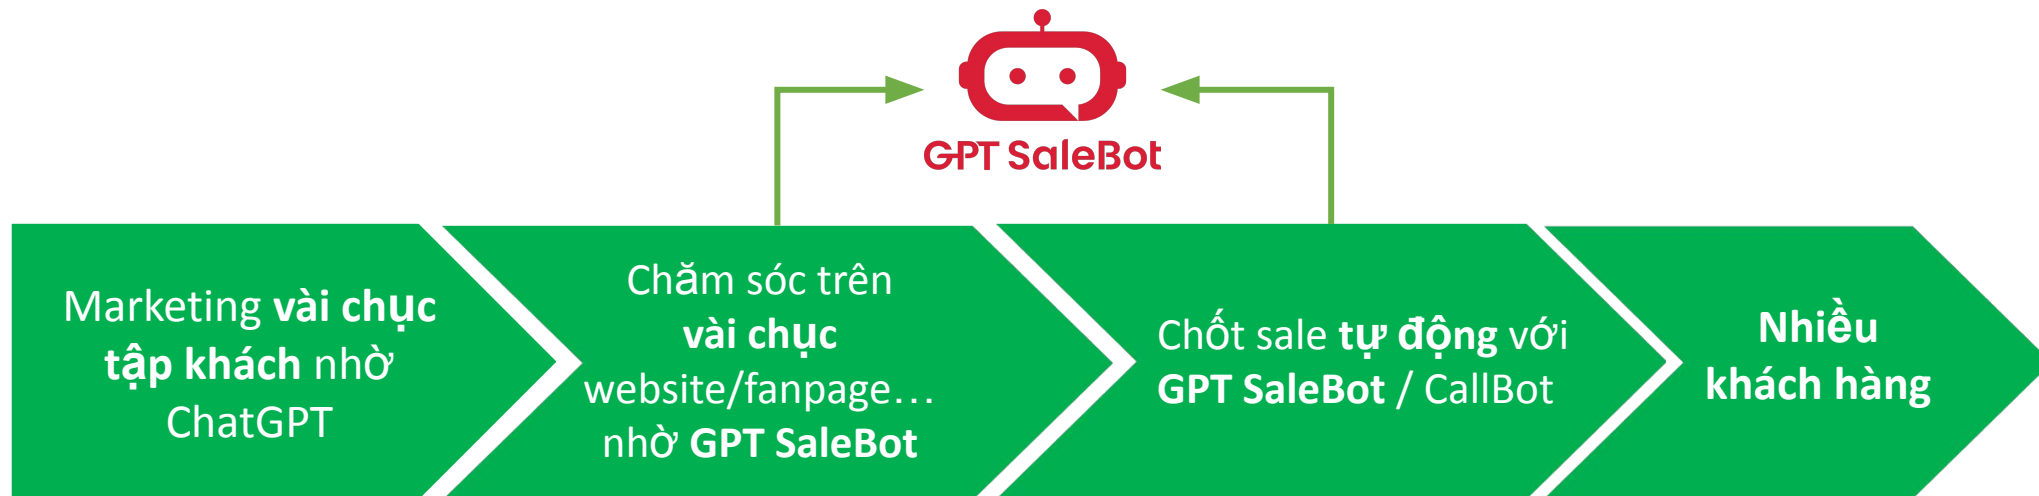 GPT SaleBot
Marketing vài chục
tập khách nhờ
ChatGPT
Chăm sóc trên
vài chục
website/fanpage…
nhờ GPT SaleBot
Chốt sale tự động với
GPT SaleBot / CallBot
Nhiều
khách hàng